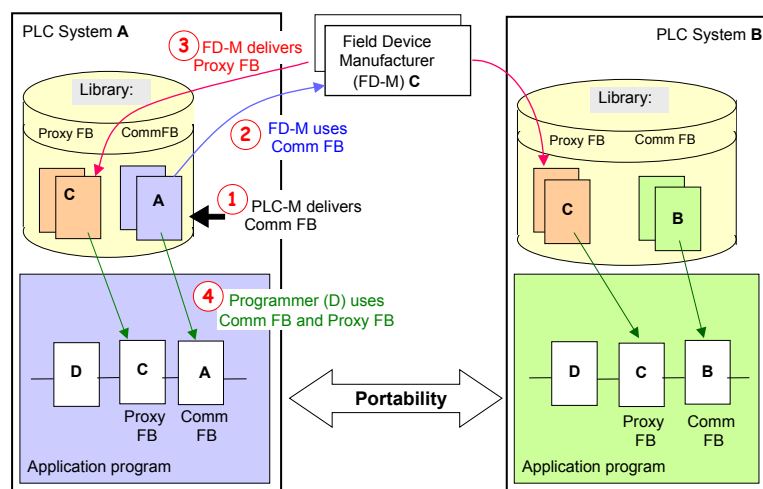 PLC System A
3
FD-M delivers
Proxy FB
Field Device
Manufacturer
(FD-M) C
PLC System B
Library:
Proxy FB
CommFB
2
FD-M uses
Comm FB
C
A
1
PLC-M delivers
Comm FB
Library:
Proxy FB
Comm FB
C
B
4
Programmer (D) uses
Comm FB and Proxy FB
D
C
A
Proxy
FB
Comm
FB
Application program
Portability
D
C
B
Proxy
FB
Comm
FB
Application program